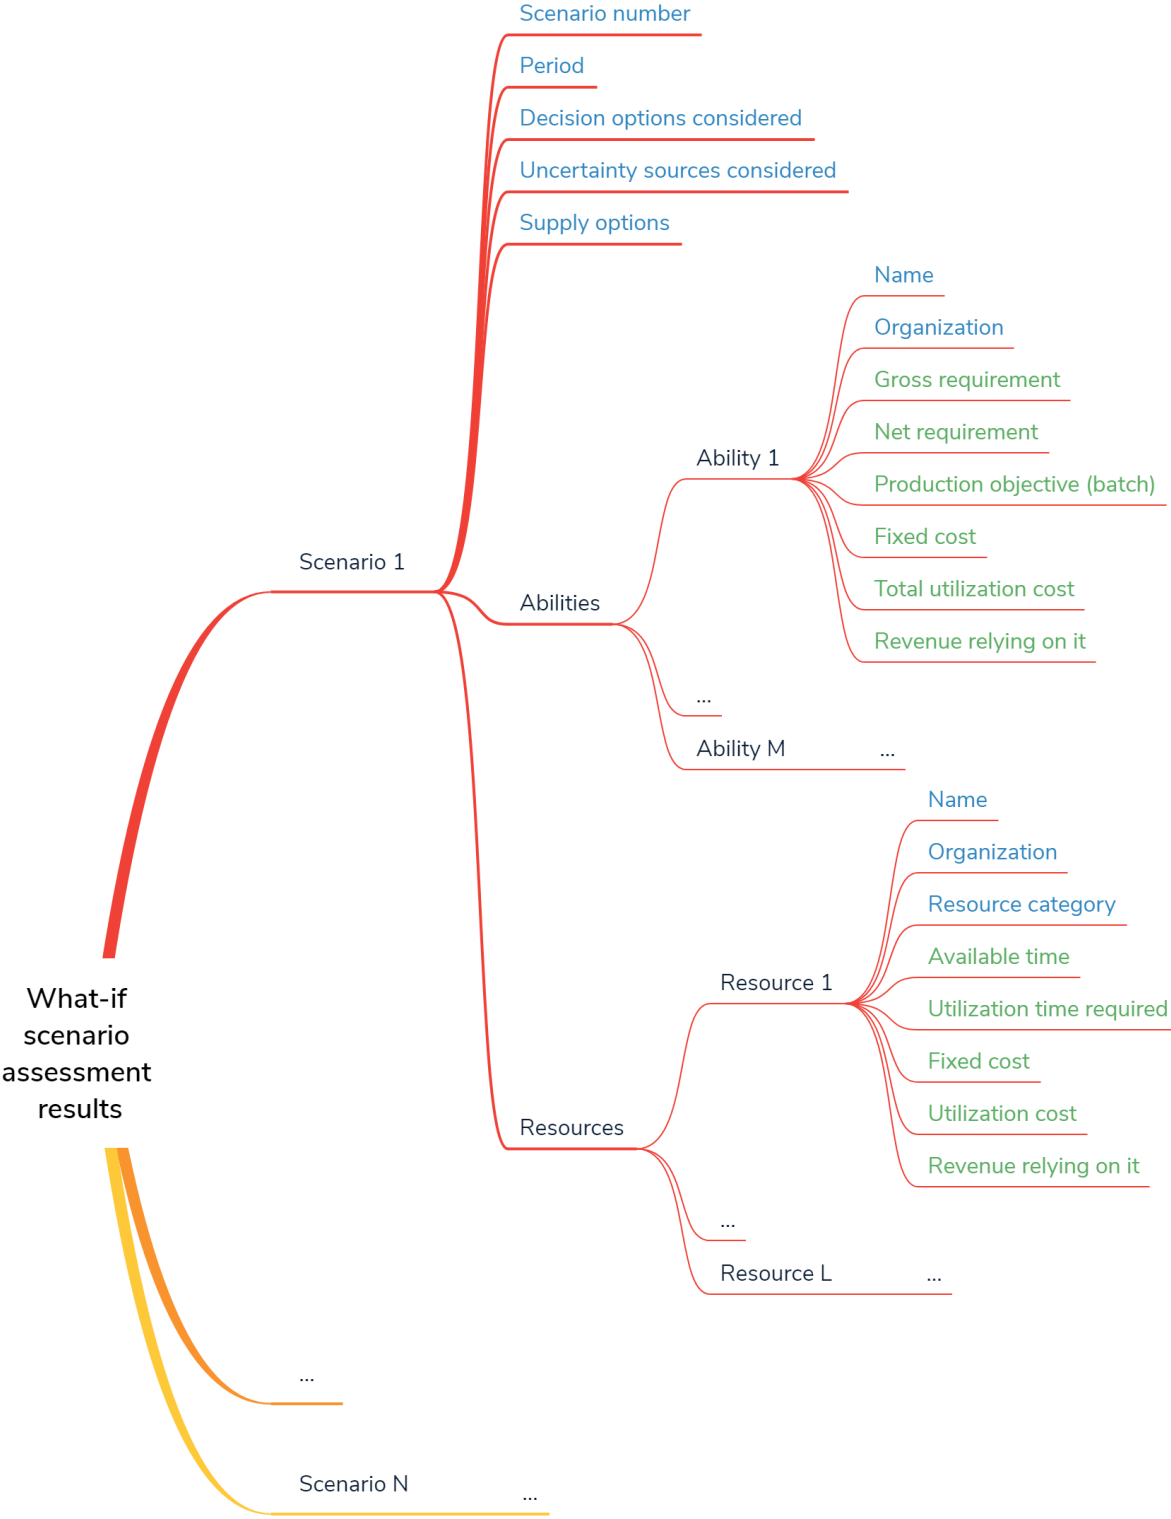 Scenario number
Period
Decision options considered
Uncertainty sources considered
Supply options
Name
Organization
Gross requirement
Net requirement
Ability 1
Production objective (batch)
Fixed cost
Scenario 1
Total utilization cost
Abilities
Revenue relying on it
...
Ability M ...
Name
Organization
Resource category
Available time
Resource 1
What-if
scenario
assessment
results
Utilization time required
Fixed cost
Utilization cost
Resources
Revenue relying on it
...
Resource L ...
...
Scenario N ...